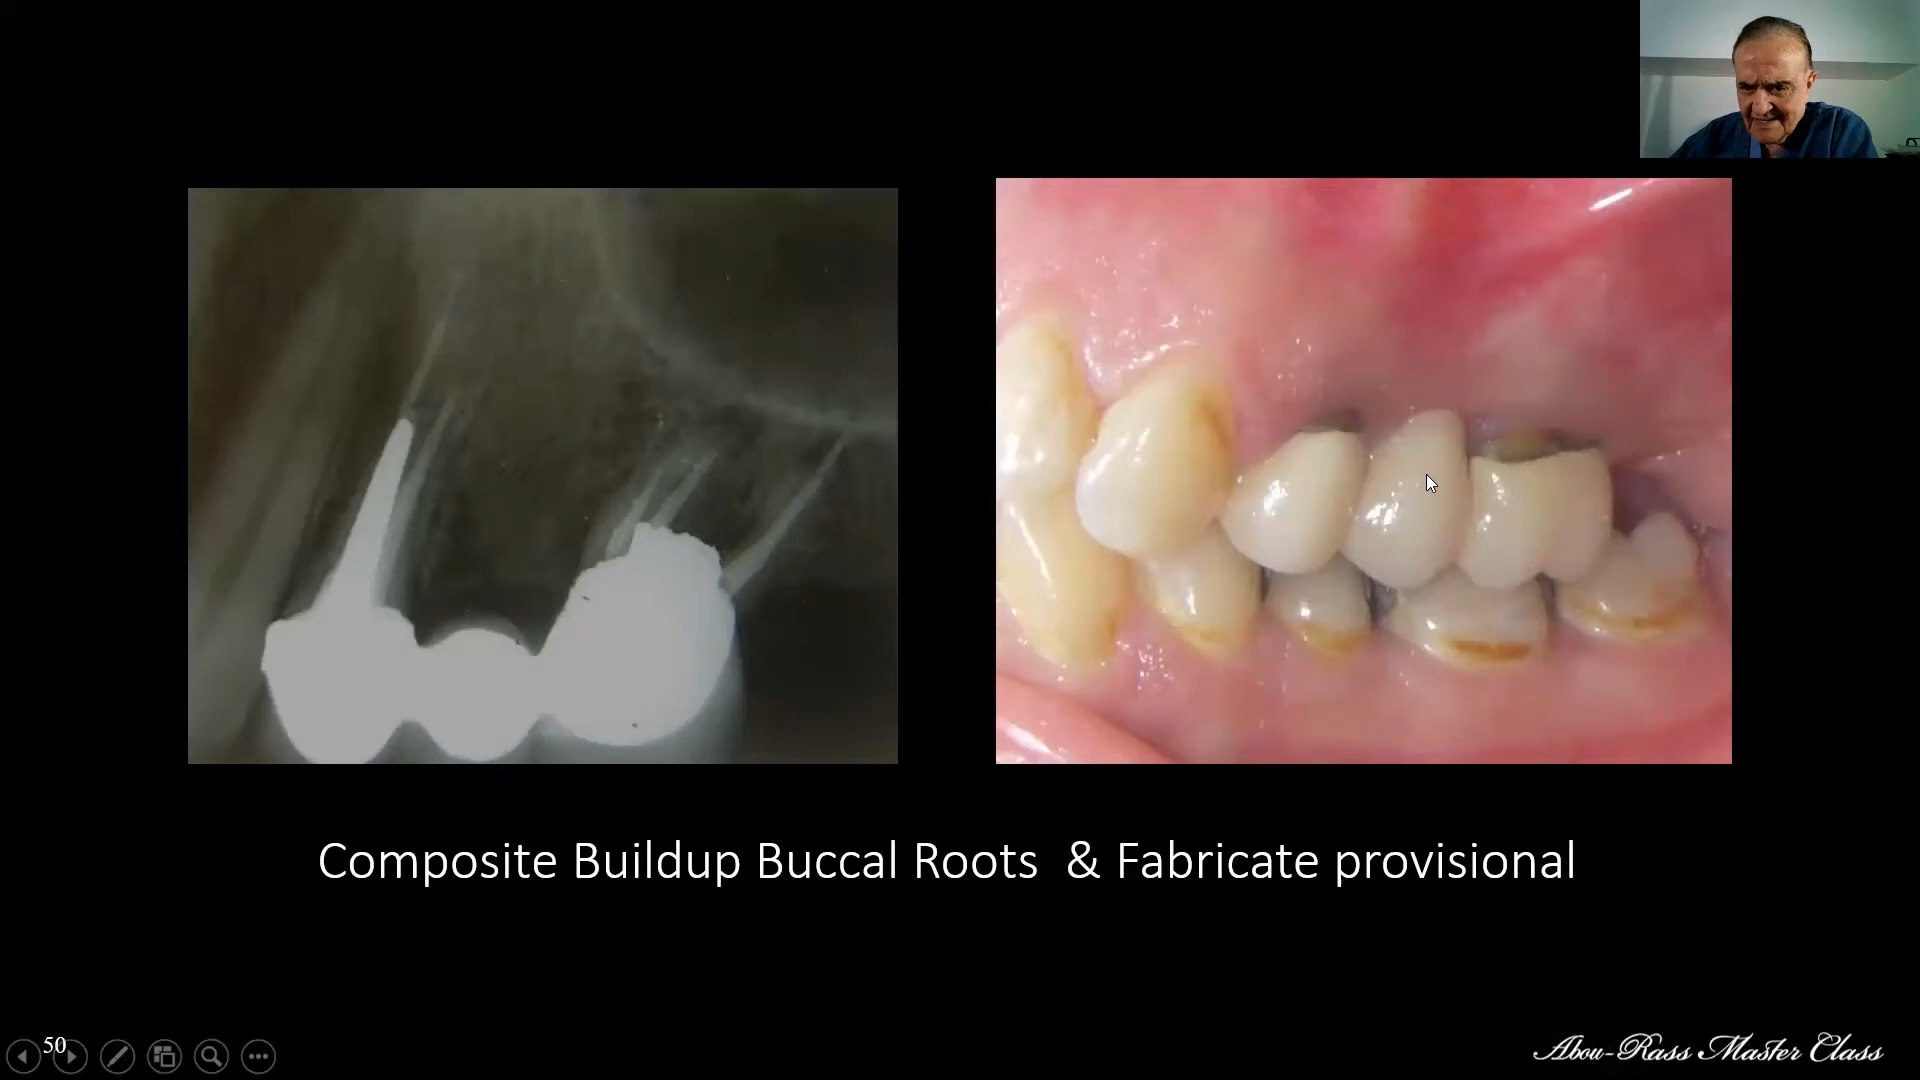 Composite Buildup Buccal Roots & Fabricate provisional
50
Abou-Rass Master Class